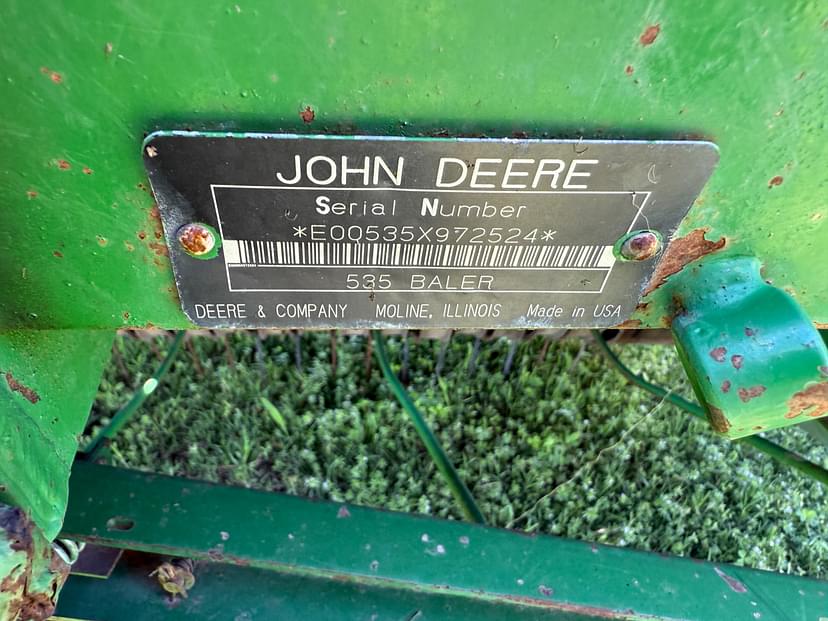 JOHN DEERE
Serial Number
*E00535X972524*
535 BALER
DEERE & COMPANY MOLINE, ILLINOIS Made in USA